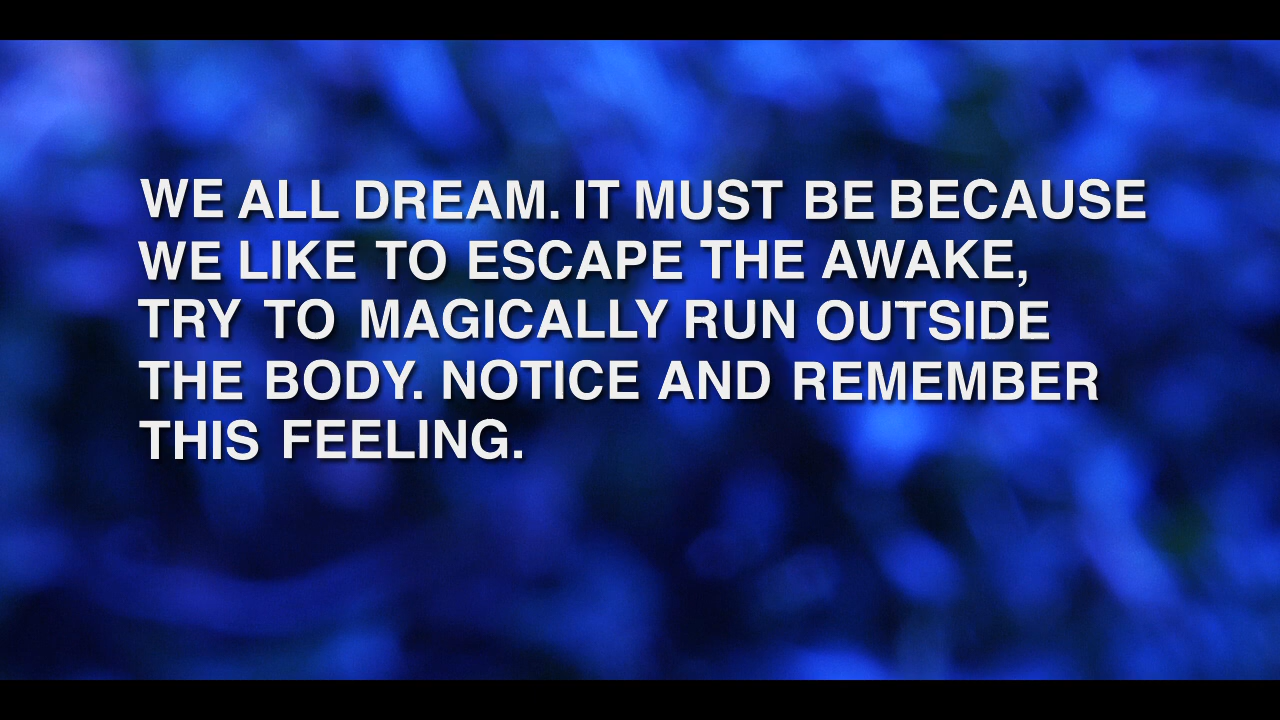 WE ALL DREAM. IT MUST BE BECAUSE
WE LIKE TO ESCAPE THE AWAKE,
TRY TO MAGICALLY RUN OUTSIDE
THE BODY. NOTICE AND REMEMBER
THIS FEELING.